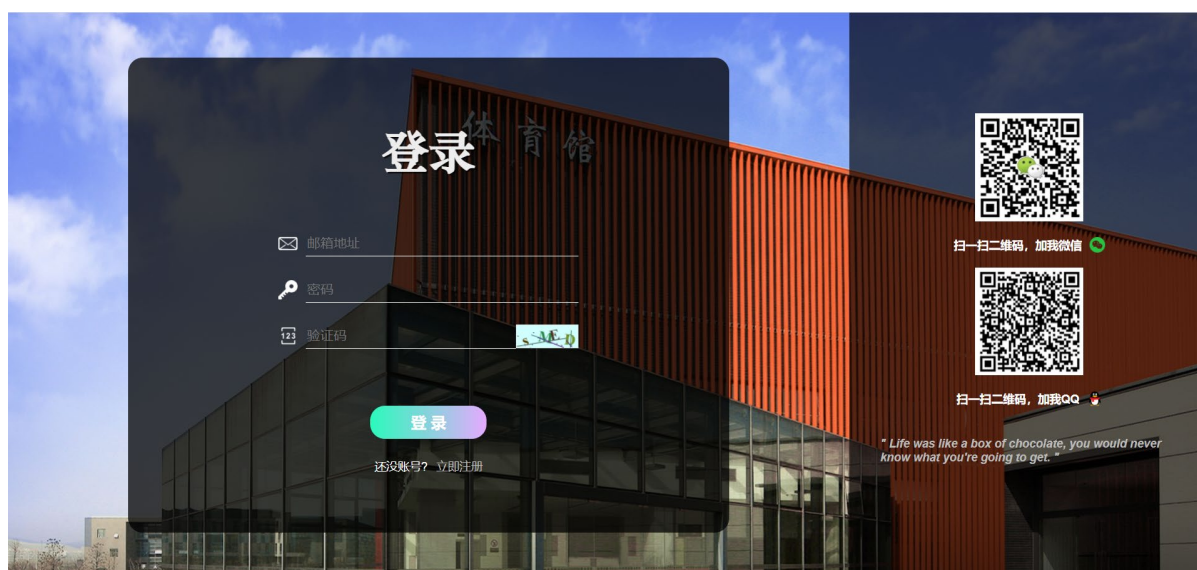 体育馆
登录
邮箱地址
密码
123
验证码
登录
还没账号? 立即注册
扫一扫二维码，加我微信
扫一扫二维码，加我QQ
" Life was like a box of chocolate, you would never
know what you're going to get. "